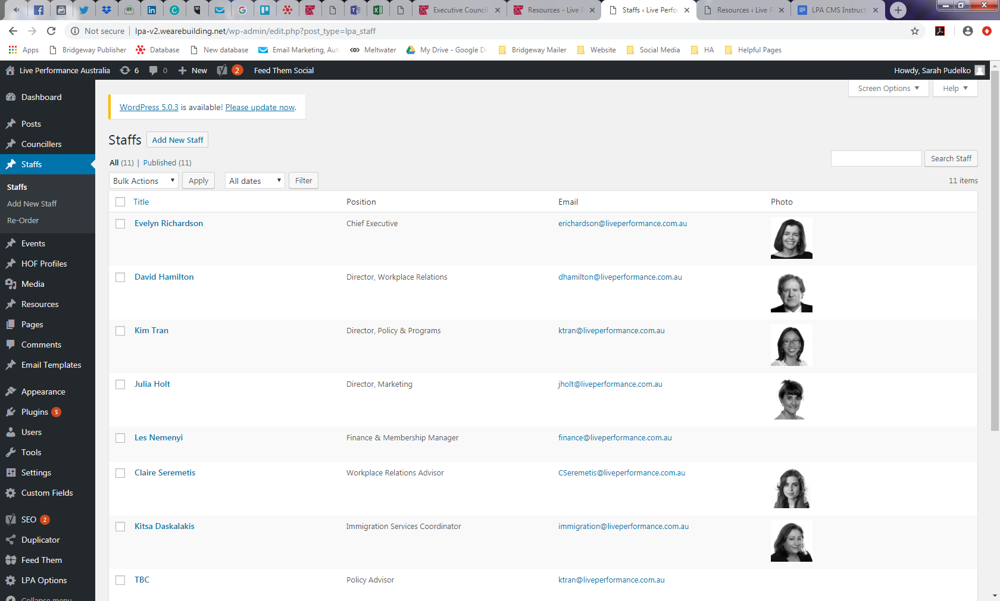 Executive Council
Resources - Live P
Staffs ‹ Live Perfor
Resources ‹ Live P
LPA CMS Instruct
Not secure
lpa-v2.wearebuilding.net/wp-admin/edit.php?post_type=lpa_staff
Apps
Bridgeway Publisher
Database
New database
Email Marketing, Aut
Meltwater
My Drive - Google Dr
Bridgeway Mailer
Website
Social Media
HA
Helpful Pages
Live Performance Australia
6
0
New
2
Feed Them Social
Howdy, Sarah Pudelko
Screen Options
Help
Dashboard
Posts
Councillers
Staffs
Staffs
Add New Staff
Re-Order
Events
HOF Profiles
Media
Resources
Pages
Comments
Email Templates
Appearance
Plugins 5
Users
Tools
Settings
Custom Fields
SEO 2
Duplicator
Feed Them
LPA Options
Collapse menu
WordPress 5.0.3 is available! Please update now.
Staffs Add New Staff
All (11) | Published (11)
Search Staff
Bulk Actions Apply All dates Filter
11 items
Title Position Email Photo
Evelyn Richardson Chief Executive erichardson@liveperformance.com.au
David Hamilton Director, Workplace Relations dhamilton@liveperformance.com.au
Kim Tran Director, Policy & Programs ktran@liveperformance.com.au
Julia Holt Director, Marketing jholt@liveperformance.com.au
Les Nemenyi Finance & Membership Manager finance@liveperformance.com.au
Claire Seremetis Workplace Relations Advisor CSeremetis@liveperformance.com.au
Kitsa Daskalakis Immigration Services Coordinator immigration@liveperformance.com.au
TBC Policy Advisor ktran@liveperformance.com.au